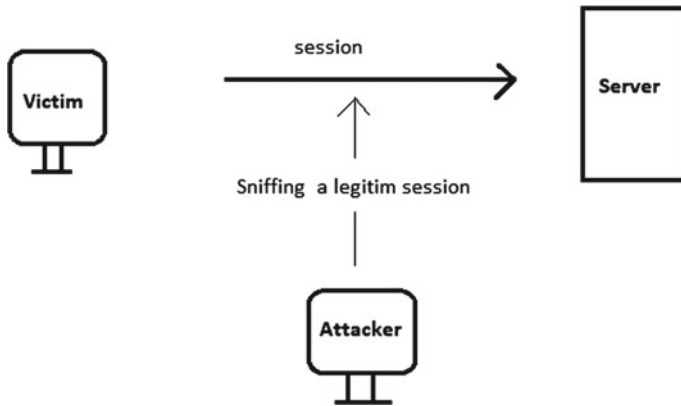 session
Victim
Server
Sniffing a legitim session
Attacker